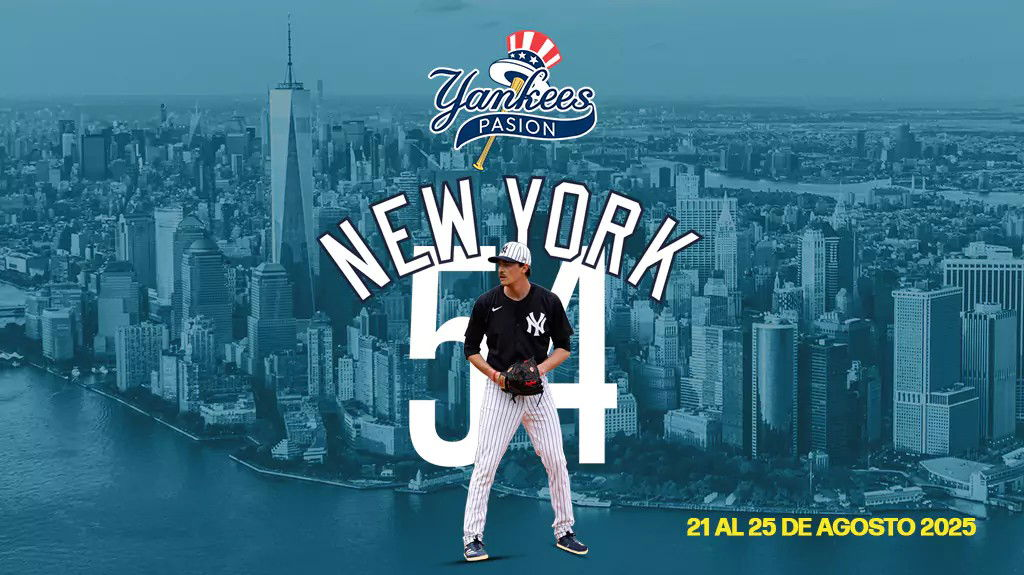 Yankees
PASION
NEW YORK
54
NY
21 AL 25 DE AGOSTO 2025